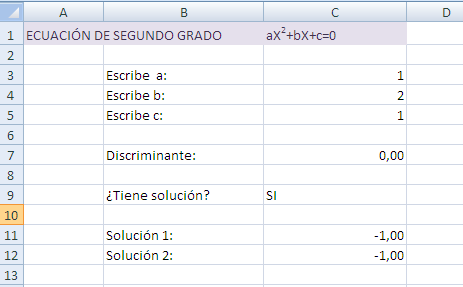 A B C D
1 ECUACIÓN DE SEGUNDO GRADO aX²+bX+c=0
2
3 Escribe a: 1
4 Escribe b: 2
5 Escribe c: 1
6
7 Discriminante: 0,00
8
9 ¿Tiene solución? SI
10
11 Solución 1: -1,00
12 Solución 2: -1,00
13